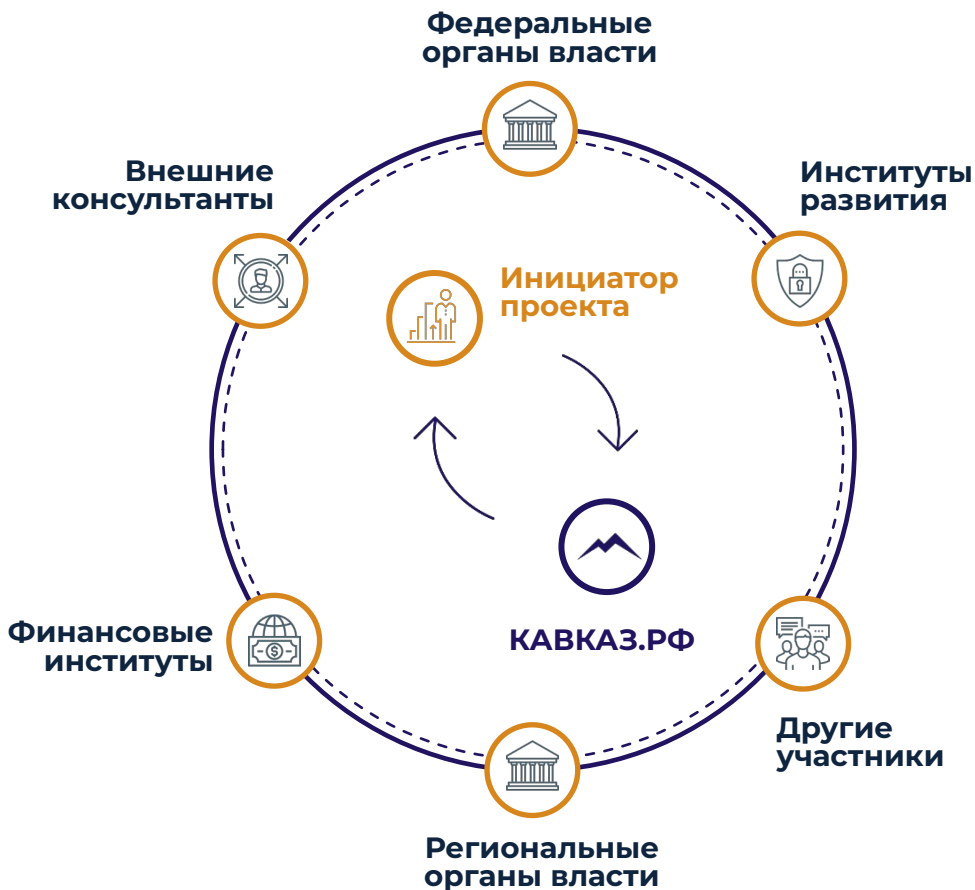 Федеральные
органы власти
Внешние
консультанты
Институты
развития
Инициатор
проекта
Финансовые
институты
КАВКАЗ.РФ
Другие
участники
Региональные
органы власти